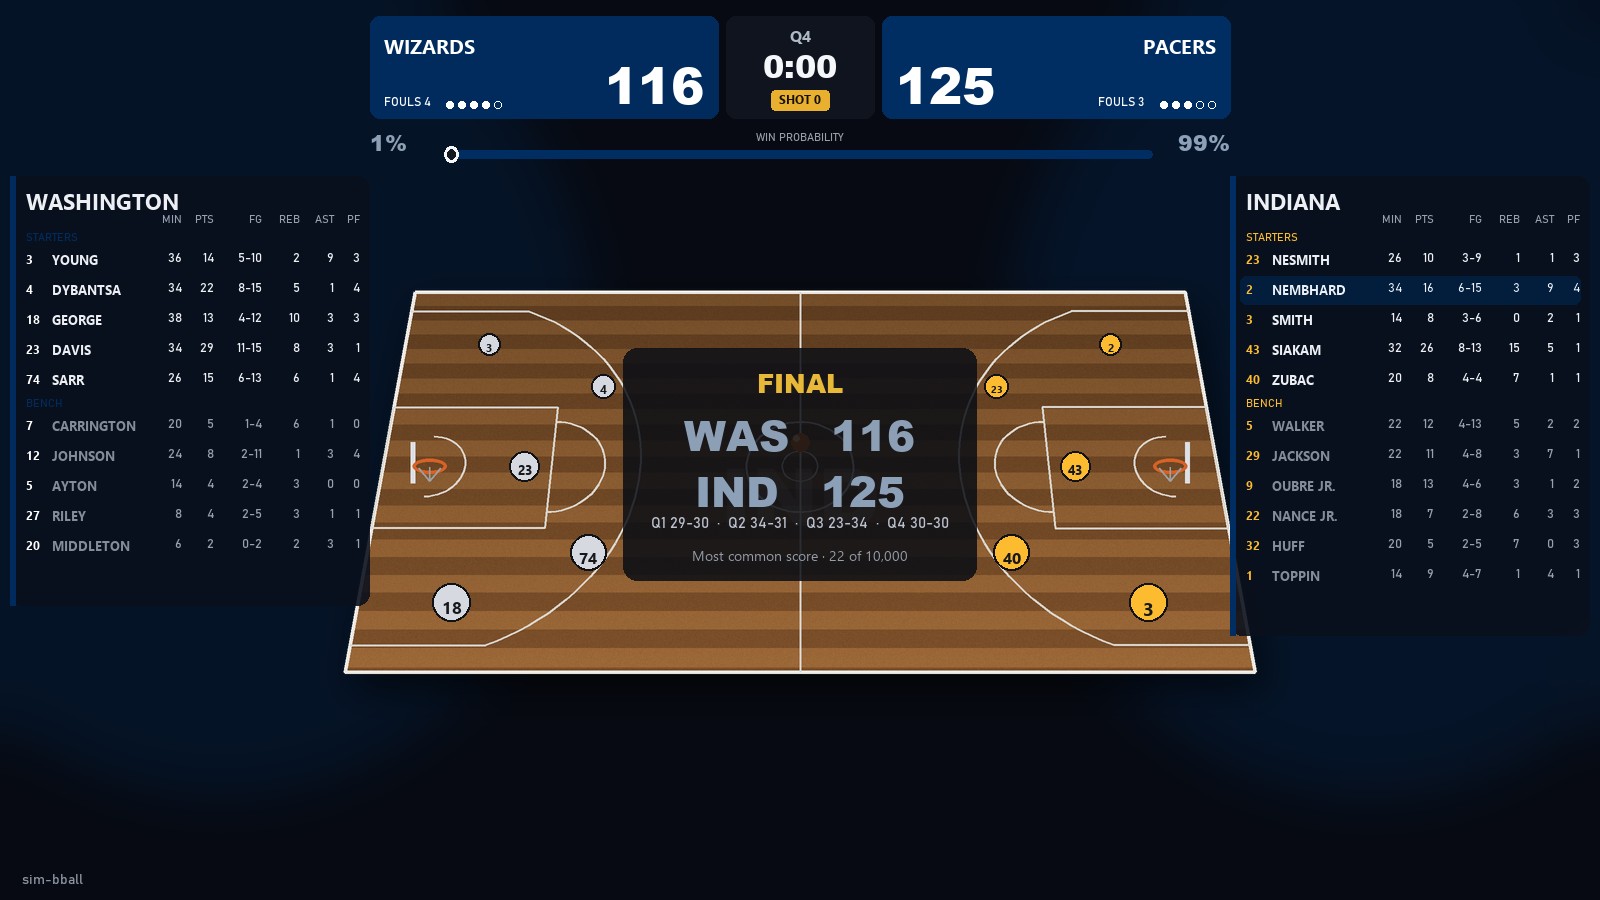 WIZARDS
FOULS 4
116
Q4
0:00
SHOT 0
PACERS
125
FOULS 3
1%
WIN PROBABILITY
99%
WASHINGTON
MIN PTS FG REB AST PF
STARTERS
3 YOUNG 36 14 5-10 2 9 3
4 DYBANTSA 34 22 8-15 5 1 4
18 GEORGE 38 13 4-12 10 3 3
23 DAVIS 34 29 11-15 8 3 1
74 SARR 26 15 6-13 6 1 4
BENCH
7 CARRINGTON 20 5 1-4 6 1 0
12 JOHNSON 24 8 2-11 1 3 4
5 AYTON 14 4 2-4 3 0 0
27 RILEY 8 4 2-5 3 1 1
20 MIDDLETON 6 2 0-2 2 3 1
3
4
23
74
18
FINAL
WAS 116
IND 125
Q1 29-30 · Q2 34-31 · Q3 23-34 · Q4 30-30
Most common score · 22 of 10,000
2
23
43
40
3
INDIANA
MIN PTS FG REB AST PF
STARTERS
23 NESMITH 26 10 3-9 1 1 3
2 NEMBHARD 34 16 6-15 3 9 4
3 SMITH 14 8 3-6 0 2 1
43 SIAKAM 32 26 8-13 15 5 1
40 ZUBAC 20 8 4-4 7 1 1
BENCH
5 WALKER 22 12 4-13 5 2 2
29 JACKSON 22 11 4-8 3 7 1
9 OUBRE JR. 18 13 4-6 3 1 2
22 NANCE JR. 18 7 2-8 6 3 3
32 HUFF 20 5 2-5 7 0 3
1 TOPPIN 14 9 4-7 1 4 1
sim-bball